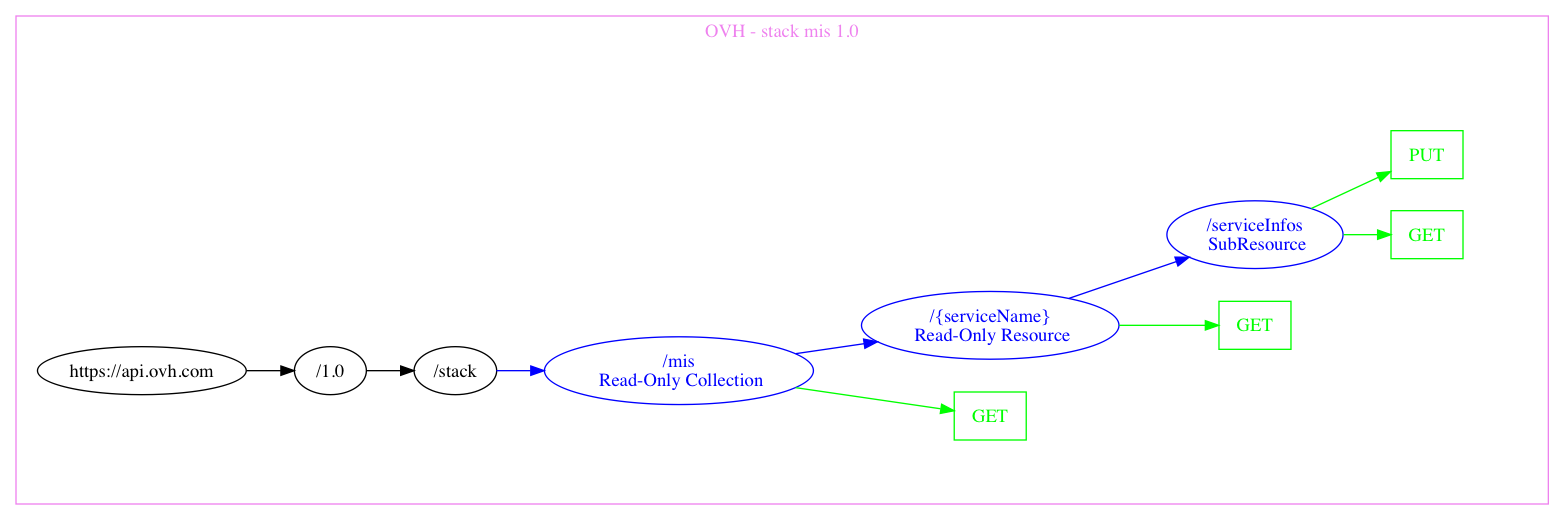 OVH - stack mis 1.0
https://api.ovh.com
/1.0
/stack
/mis
Read-Only Collection
/{serviceName}
Read-Only Resource
/serviceInfos
SubResource
PUT
GET
GET
GET